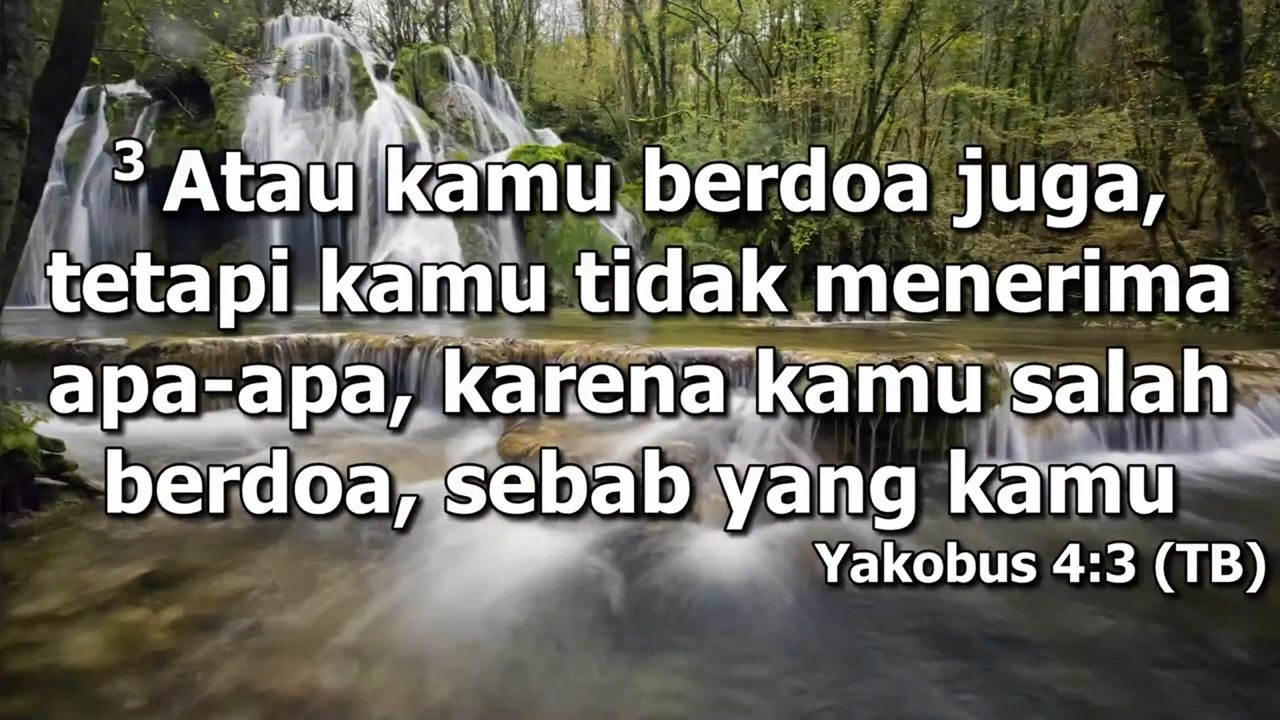 3 Atau kamu berdoa juga,
tetapi kamu tidak menerima
apa-apa, karena kamu salah
berdoa, sebab yang kamu
Yakobus 4:3 (TB)